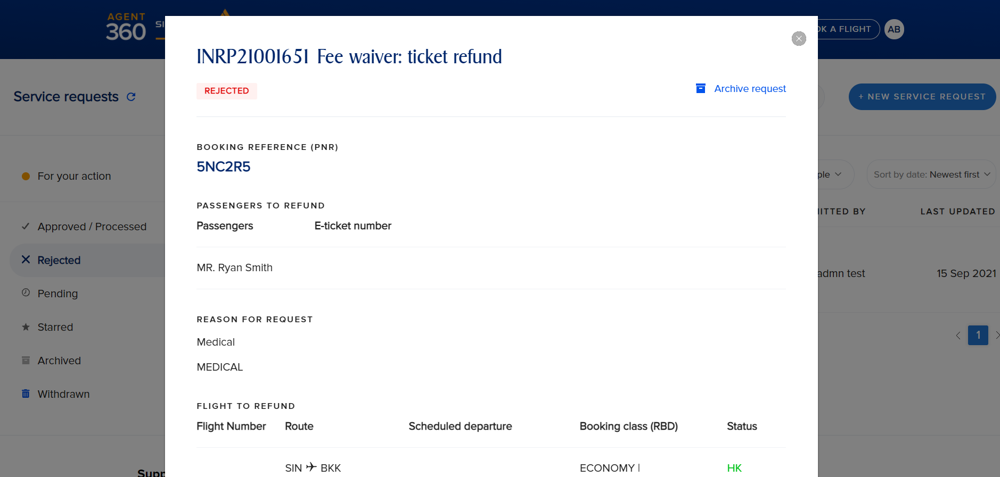 AGENT
360
SI
OK A FLIGHT
AB
INRP21001651 Fee waiver: ticket refund
REJECTED
Archive request
Service requests
+ NEW SERVICE REQUEST
BOOKING REFERENCE (PNR)
5NC2R5
For your action
ple
Sort by date: Newest first
PASSENGERS TO REFUND
Passengers E-ticket number
ITTED BY LAST UPDATED
Approved / Processed
Rejected
MR. Ryan Smith
admn test 15 Sep 2021
Pending
REASON FOR REQUEST
Starred
1
Medical
Archived
MEDICAL
Withdrawn
FLIGHT TO REFUND
Flight Number Route Scheduled departure Booking class (RBD) Status
SIN BKK ECONOMY | HK
Supp